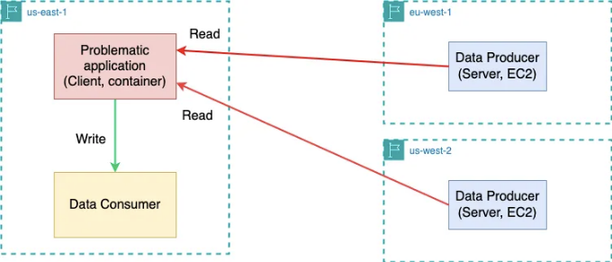 us-east-1
Problematic
application
(Client, container)
Write
Data Consumer
Read
Read
eu-west-1
Data Producer
(Server, EC2)
us-west-2
Data Producer
(Server, EC2)